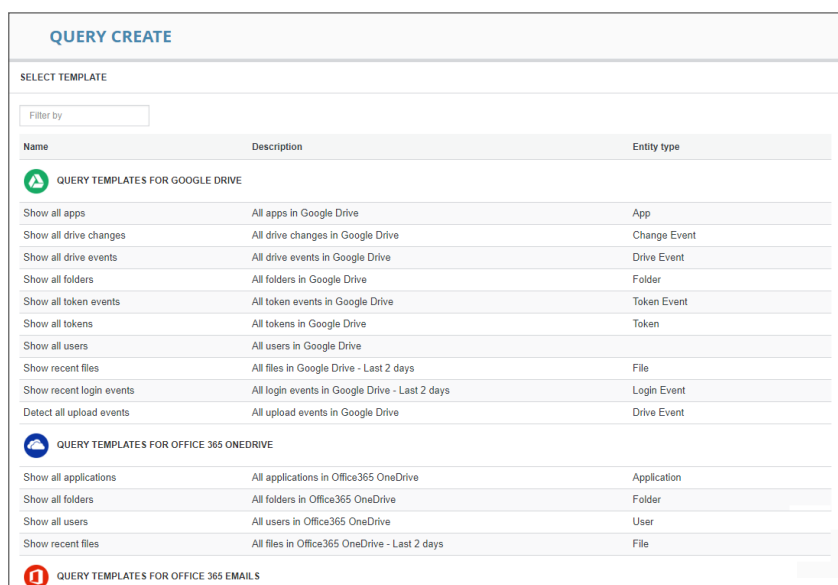 QUERY CREATE
SELECT TEMPLATE
Filter by
Name Description Entity type
QUERY TEMPLATES FOR GOOGLE DRIVE
Show all apps All apps in Google Drive App
Show all drive changes All drive changes in Google Drive Change Event
Show all drive events All drive events in Google Drive Drive Event
Show all folders All folders in Google Drive Folder
Show all token events All token events in Google Drive Token Event
Show all tokens All tokens in Google Drive Token
Show all users All users in Google Drive
Show recent files All files in Google Drive - Last 2 days File
Show recent login events All login events in Google Drive - Last 2 days Login Event
Detect all upload events All upload events in Google Drive Drive Event
QUERY TEMPLATES FOR OFFICE 365 ONEDRIVE
Show all applications All applications in Office365 OneDrive Application
Show all folders All folders in Office365 OneDrive Folder
Show all users All users in Office365 OneDrive User
Show recent files All files in Office365 OneDrive - Last 2 days File
QUERY TEMPLATES FOR OFFICE 365 EMAILS